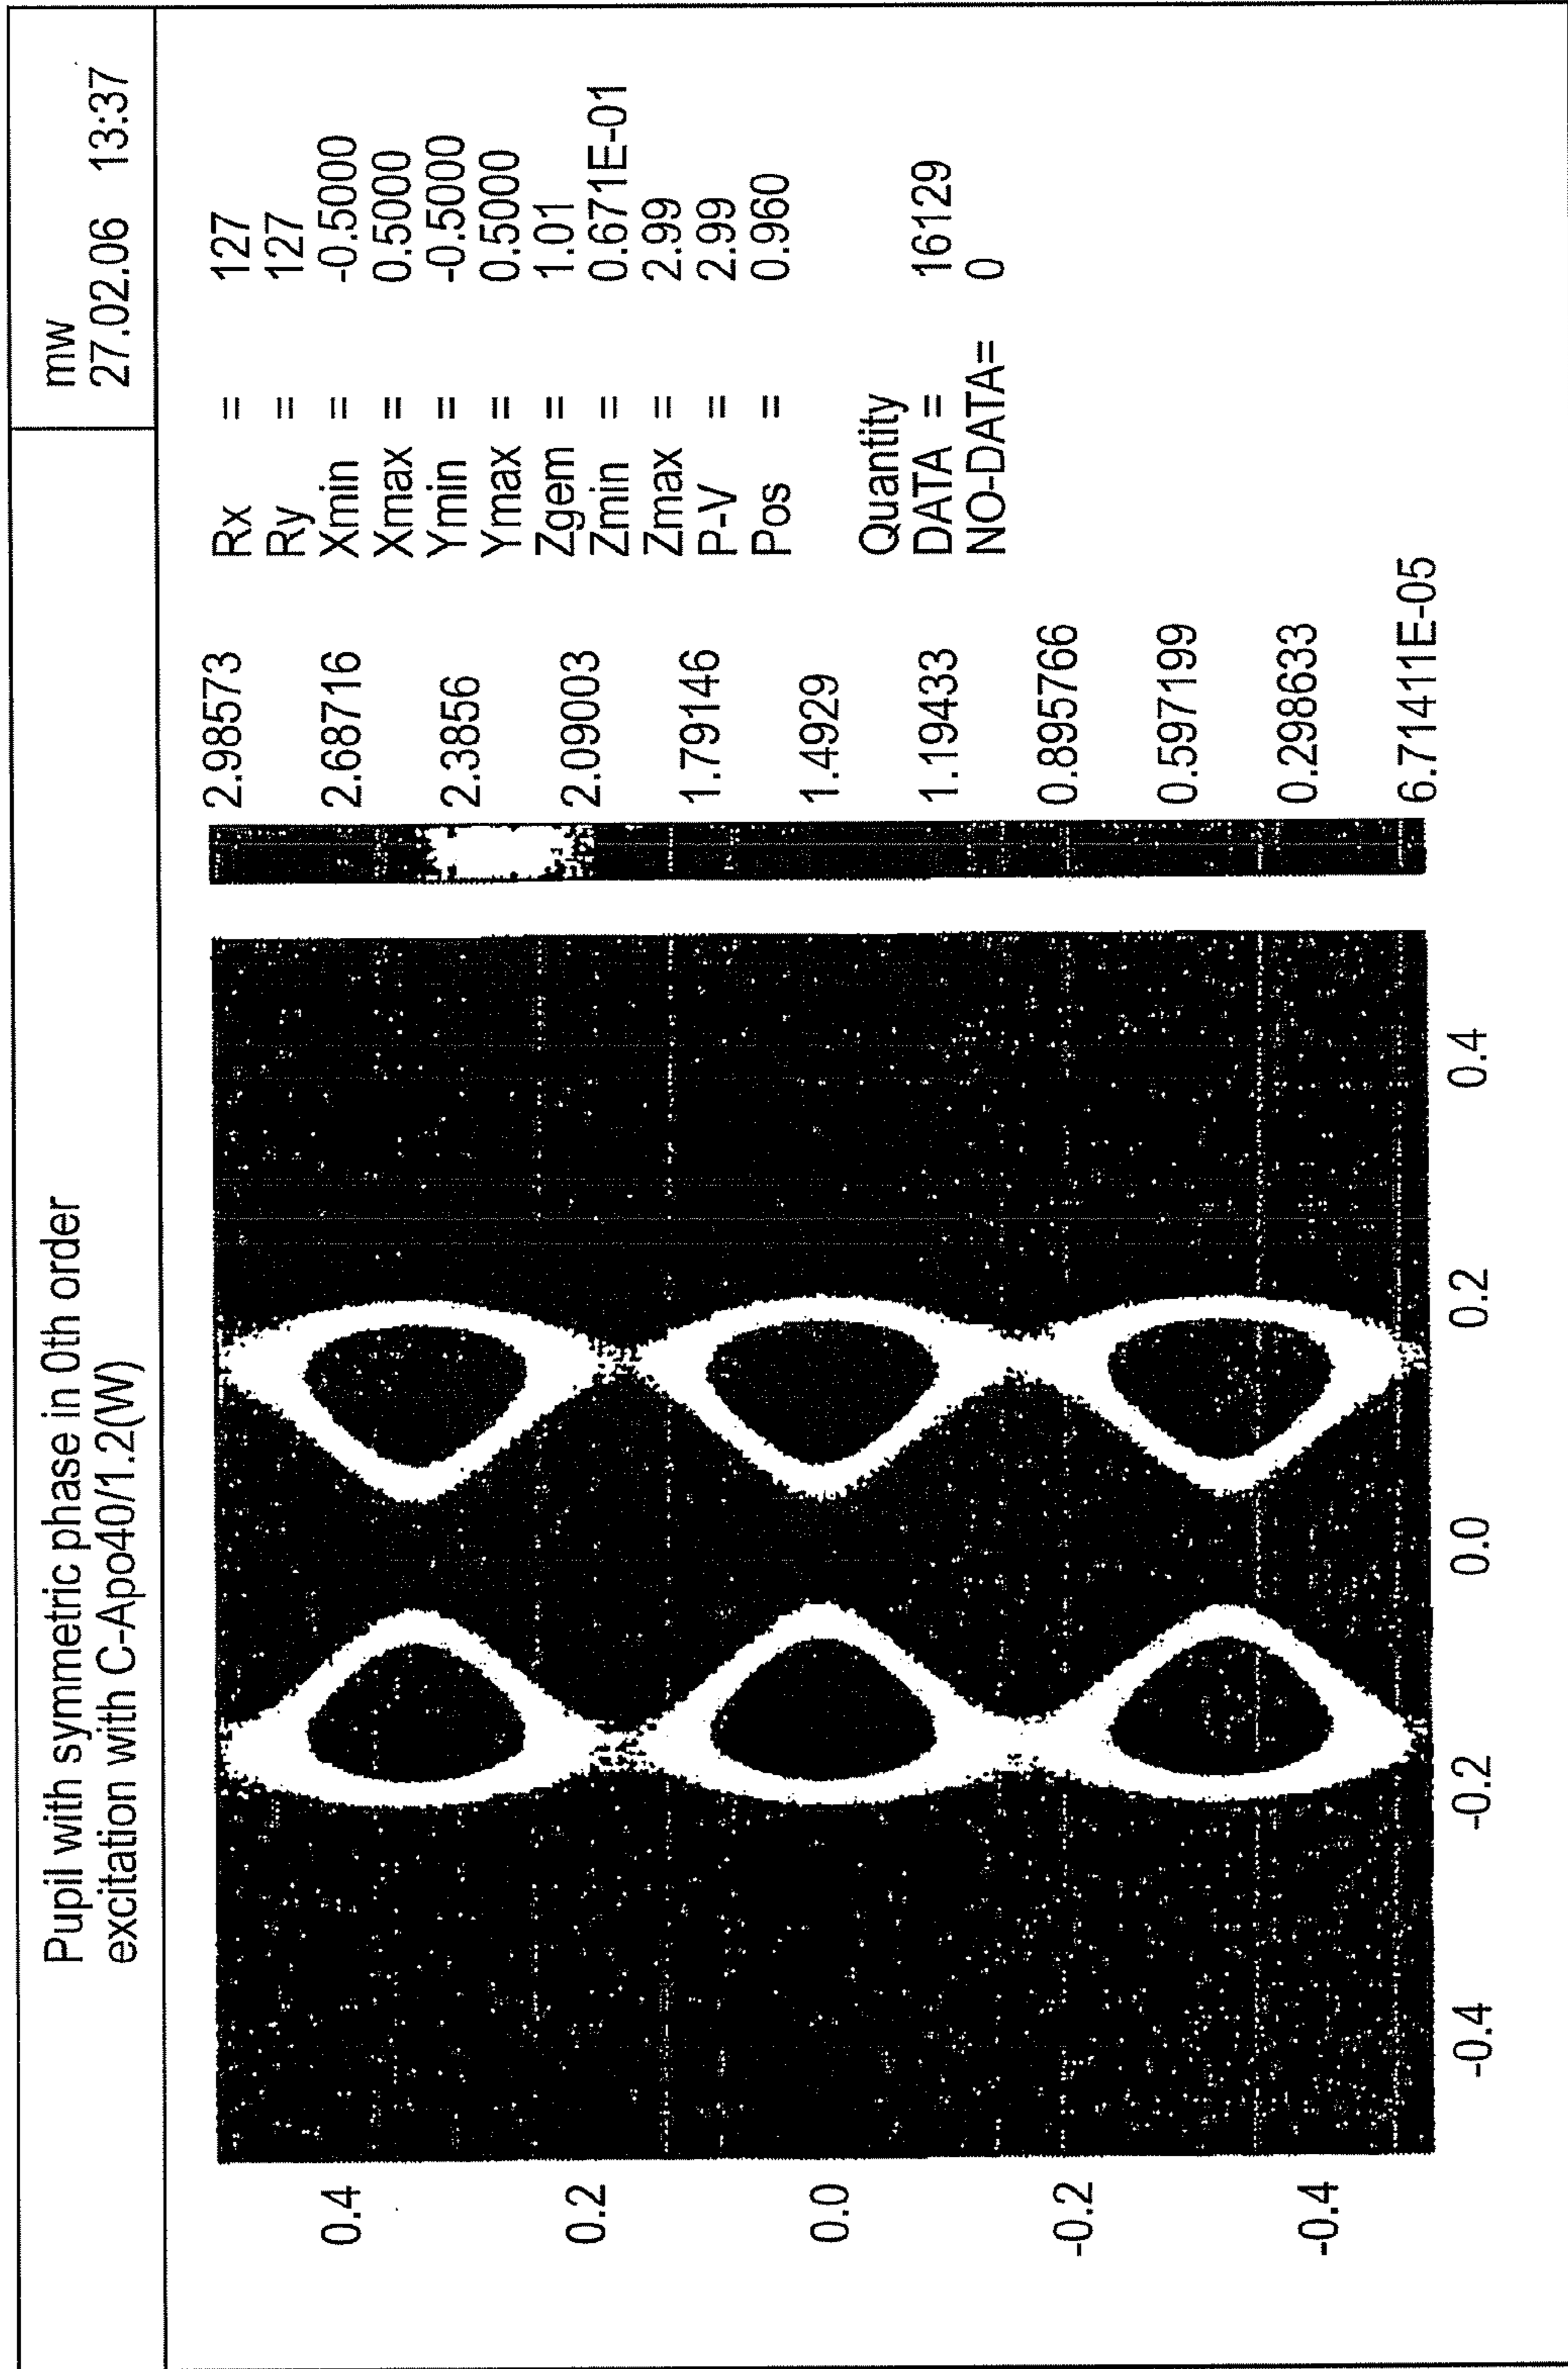 Pupil with symmetric phase in 0th order
excitation with C-Apo40/1.2(W)
mw
27.02.06 13:37
Rx = 127
Ry = 127
Xmin = -0.5000
Xmax = 0.5000
Ymin = -0.5000
Ymax = 0.5000
Zgem = 1.01
Zmin = 0.671E-01
Zmax = 2.99
P-V = 2.99
Pos = 0.960
Quantity
DATA = 16129
NO-DATA= 0
2.98573
2.68716
2.3856
2.09003
1.79146
1.4929
1.19433
0.895766
0.597199
0.298633
6.71411E-05
0.4
0.2
0.0
-0.2
-0.4
-0.4
-0.2
0.0
0.2
0.4